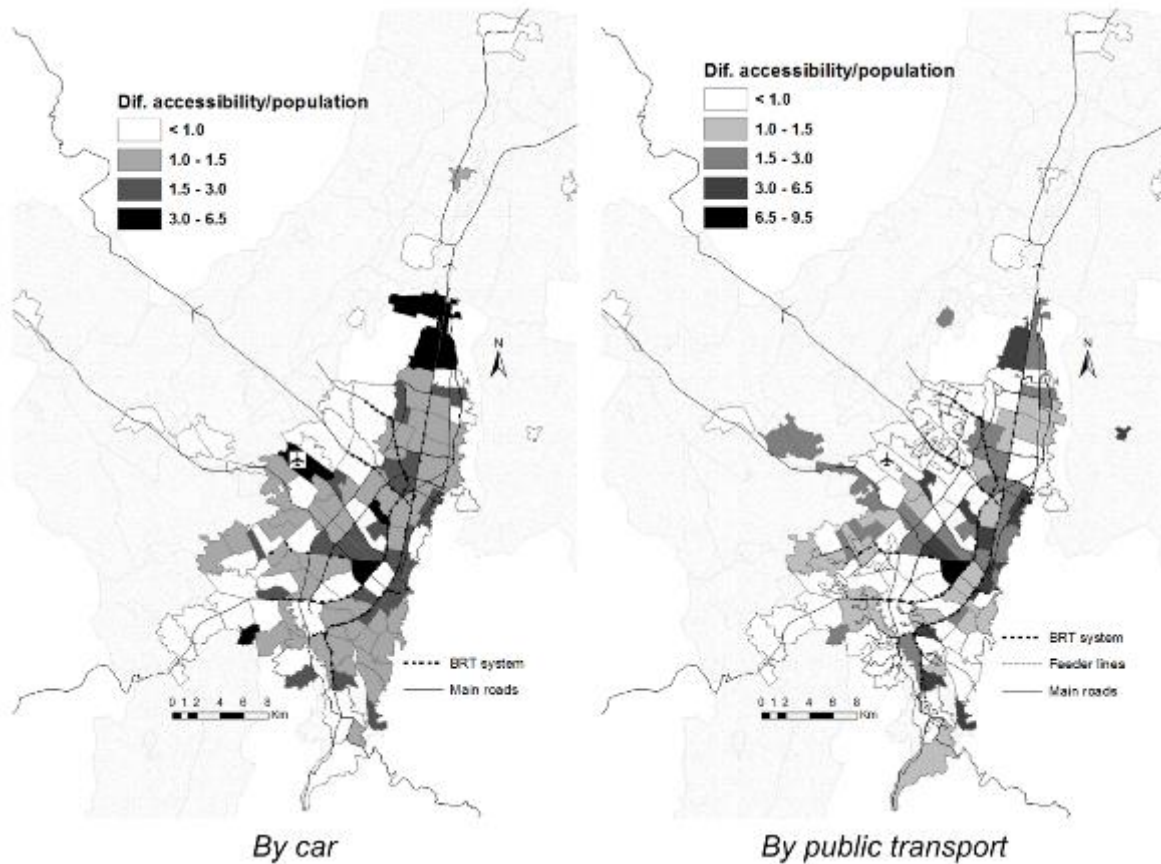 Dif. accessibility/population
< 1.0
1.0 - 1.5
1.5 - 3.0
3.0 - 6.5
N
BRT system
Main roads
0 1 2 4 6 8
Km
By car
Dif. accessibility/population
< 1.0
1.0 - 1.5
1.5 - 3.0
3.0 - 6.5
6.5 - 9.5
N
BRT system
Feeder lines
Main roads
0 1 2 4 6 8
Km
By public transport